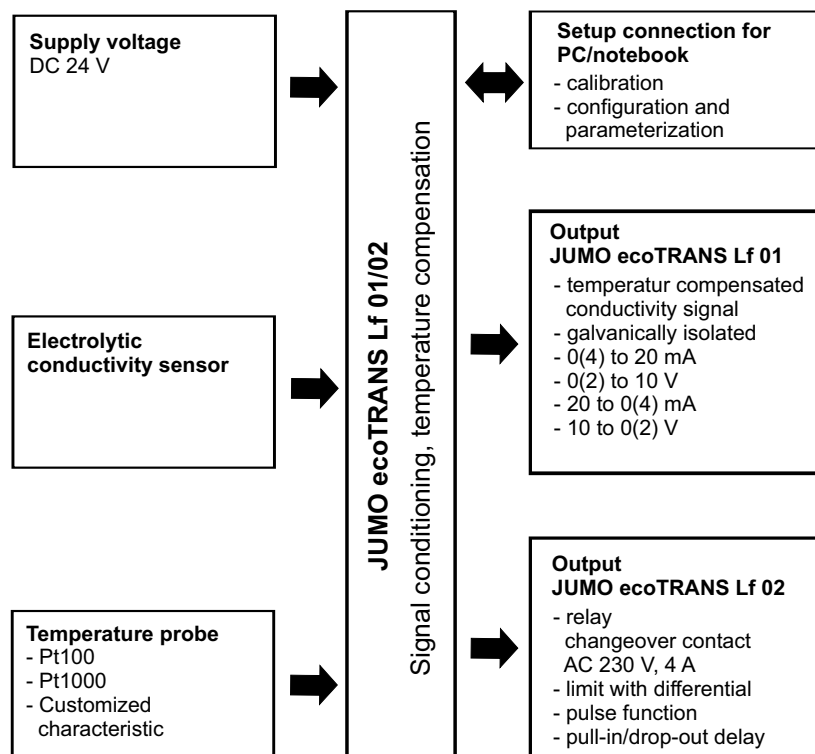 Supply voltage
DC 24 V
Electrolytic
conductivity sensor
Temperature probe
- Pt100
- Pt1000
- Customized
characteristic
JUMO ecoTRANS Lf 01/02
Signal conditioning, temperature compensation
Setup connection for
PC/notebook
- calibration
- configuration and
parameterization
Output
JUMO ecoTRANS Lf 01
- temperatur compensated
conductivity signal
- galvanically isolated
- 0(4) to 20 mA
- 0(2) to 10 V
- 20 to 0(4) mA
- 10 to 0(2) V
Output
JUMO ecoTRANS Lf 02
- relay
changeover contact
AC 230 V, 4 A
- limit with differential
- pulse function
- pull-in/drop-out delay